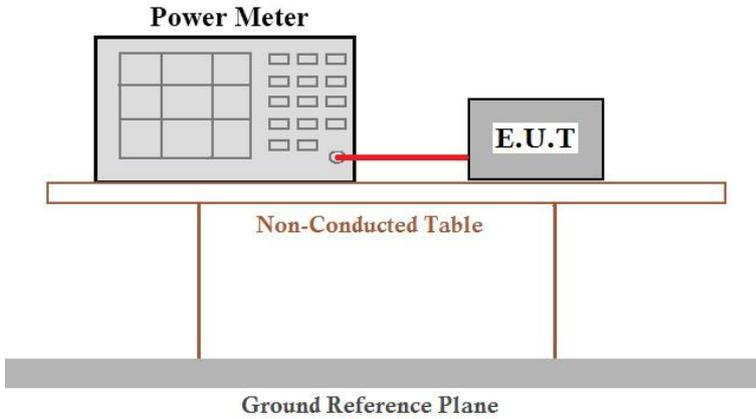 Power Meter
E.U.T
Non-Conducted Table
Ground Reference Plane